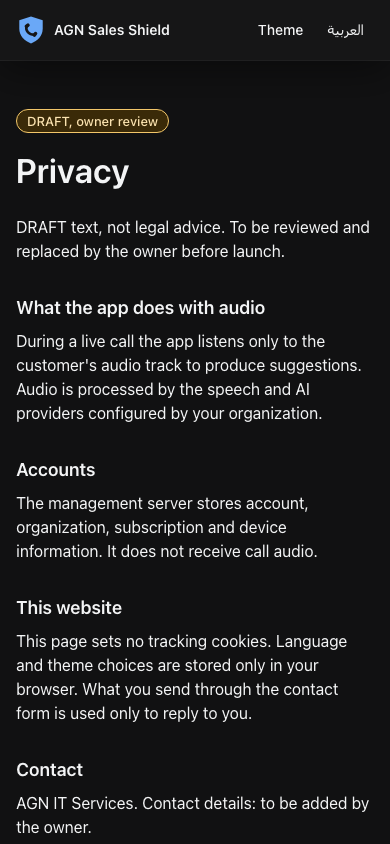 AGN Sales Shield
Theme
العربية
DRAFT, owner review
Privacy
DRAFT text, not legal advice. To be reviewed and
replaced by the owner before launch.
What the app does with audio
During a live call the app listens only to the
customer's audio track to produce suggestions.
Audio is processed by the speech and AI
providers configured by your organization.
Accounts
The management server stores account,
organization, subscription and device
information. It does not receive call audio.
This website
This page sets no tracking cookies. Language
and theme choices are stored only in your
browser. What you send through the contact
form is used only to reply to you.
Contact
AGN IT Services. Contact details: to be added by
the owner.